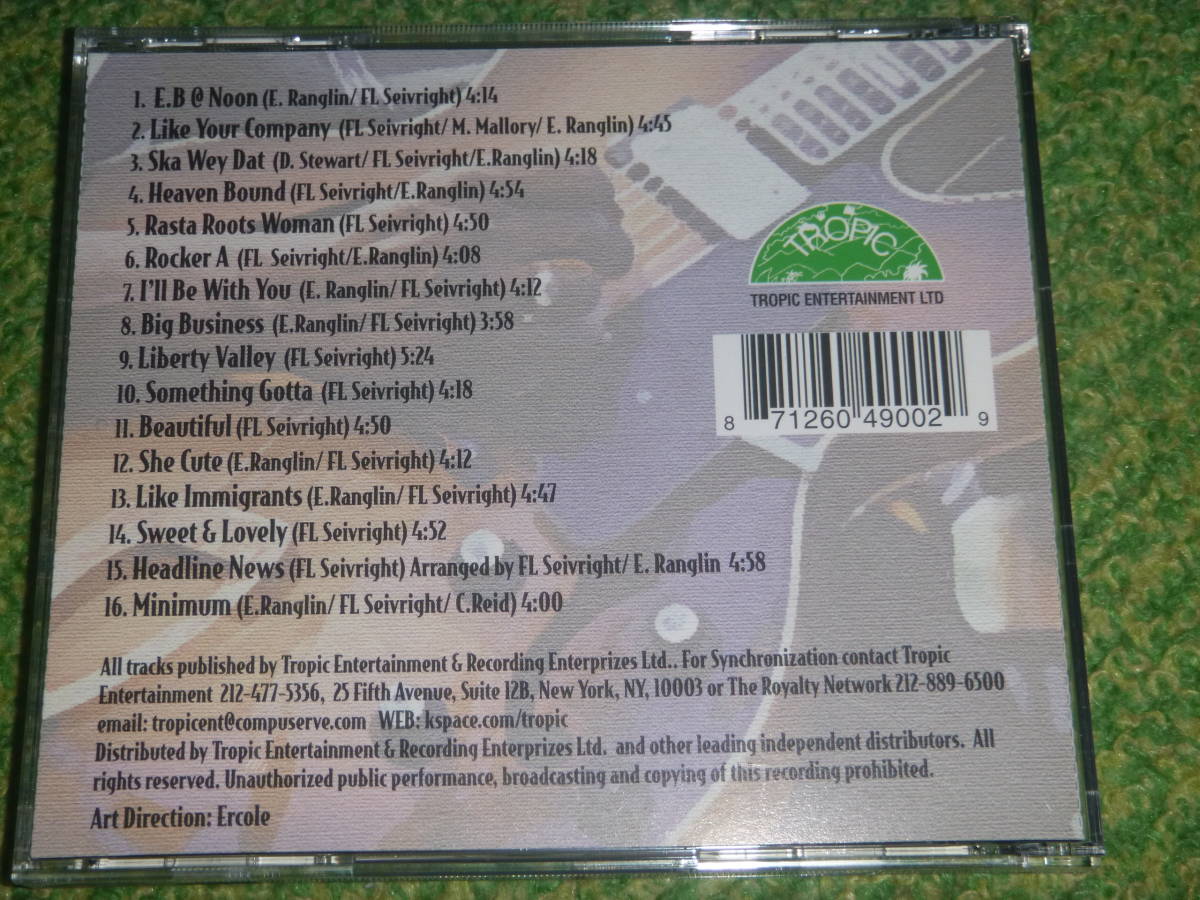 1. E.B @ Noon (E. Ranglin/ FL Seivright) 4:14
2. Like Your Company (FL Seivright/ M. Mallory/ E. Ranglin) 4:45
3. Ska Wey Dat (D. Stewart/ FL Seivright/E.Ranglin) 4:18
4. Heaven Bound (FL Seivright/E.Ranglin) 4:54
5. Rasta Roots Woman (FL Seivright) 4:50
6. Rocker A (FL Seivright/E.Ranglin) 4:08
7. I'll Be With You (E. Ranglin/ FL Seivright) 4:12
8. Big Business (E.Ranglin/ FL Seivright) 3:58
9. Liberty Valley (FL Seivright) 5:24
10. Something Gotta (FL Seivright) 4:18
11. Beautiful (FL Seivright) 4:50
12. She Cute (E.Ranglin/ FL Seivright) 4:12
13. Like Immigrants (E.Ranglin/ FL Seivright) 4:47
14. Sweet & Lovely (FL Seivright) 4:52
15. Headline News (FL Seivright) Arranged by FL Seivright/ E. Ranglin 4:58
16. Minimum (E.Ranglin/ FL Seivright/ C.Reid) 4:00
TROPIC
TROPIC ENTERTAINMENT LTD
8 71260 49002 9
All tracks published by Tropic Entertainment & Recording Enterprizes Ltd.. For Synchronization contact Tropic
Entertainment 212-477-5356, 25 Fifth Avenue, Suite 12B, New York, NY, 10003 or The Royalty Network 212-889-6500
email: tropicent@compuserve.com WEB: kspace.com/tropic
Distributed by Tropic Entertainment & Recording Enterprizes Ltd. and other leading independent distributors. All
rights reserved. Unauthorized public performance, broadcasting and copying of this recording prohibited.
Art Direction: Ercole